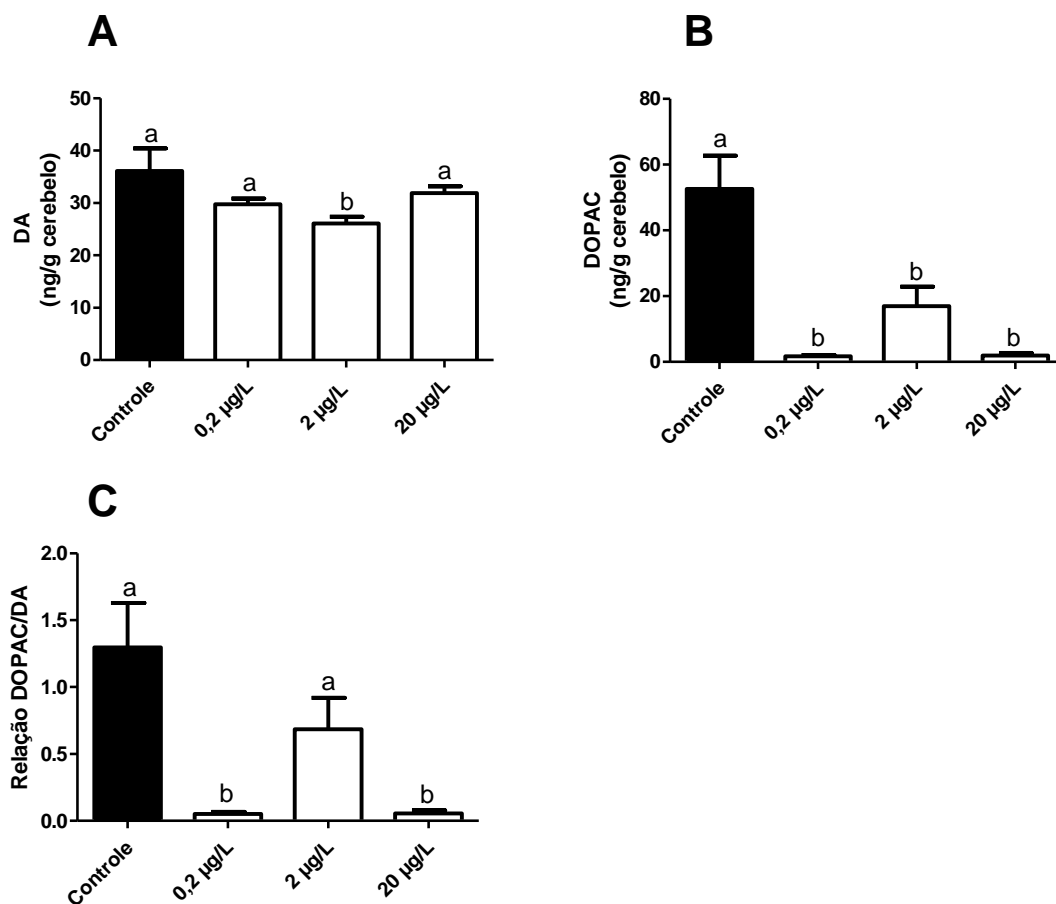 A
DA
(ng/g cerebelo)
50
40
30
20
10
0
a
a
b
a
Controle
0,2 µg/L
2 µg/L
20 µg/L
B
DOPAC
(ng/g cerebelo)
80
60
40
20
0
a
b
b
b
Controle
0,2 µg/L
2 µg/L
20 µg/L
C
Relação DOPAC/DA
2.0
1.5
1.0
0.5
0.0
a
b
a
b
Controle
0,2 µg/L
2 µg/L
20 µg/L